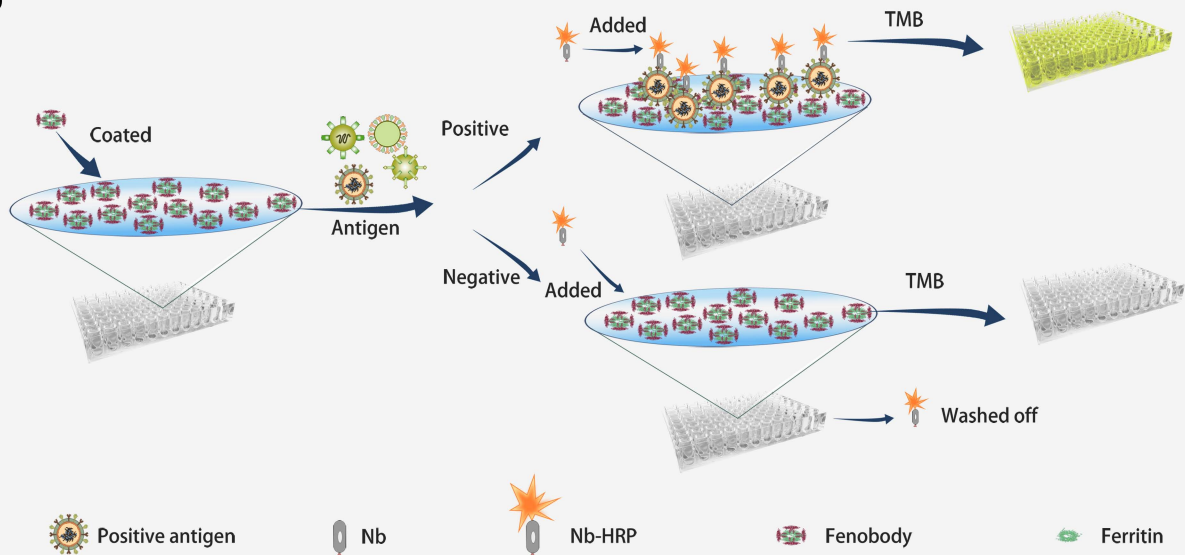 Coated
Antigen
Positive
Negative
Added
TMB
Added
TMB
Washed off
Positive antigen
Nb
Nb-HRP
Fenobody
Ferritin